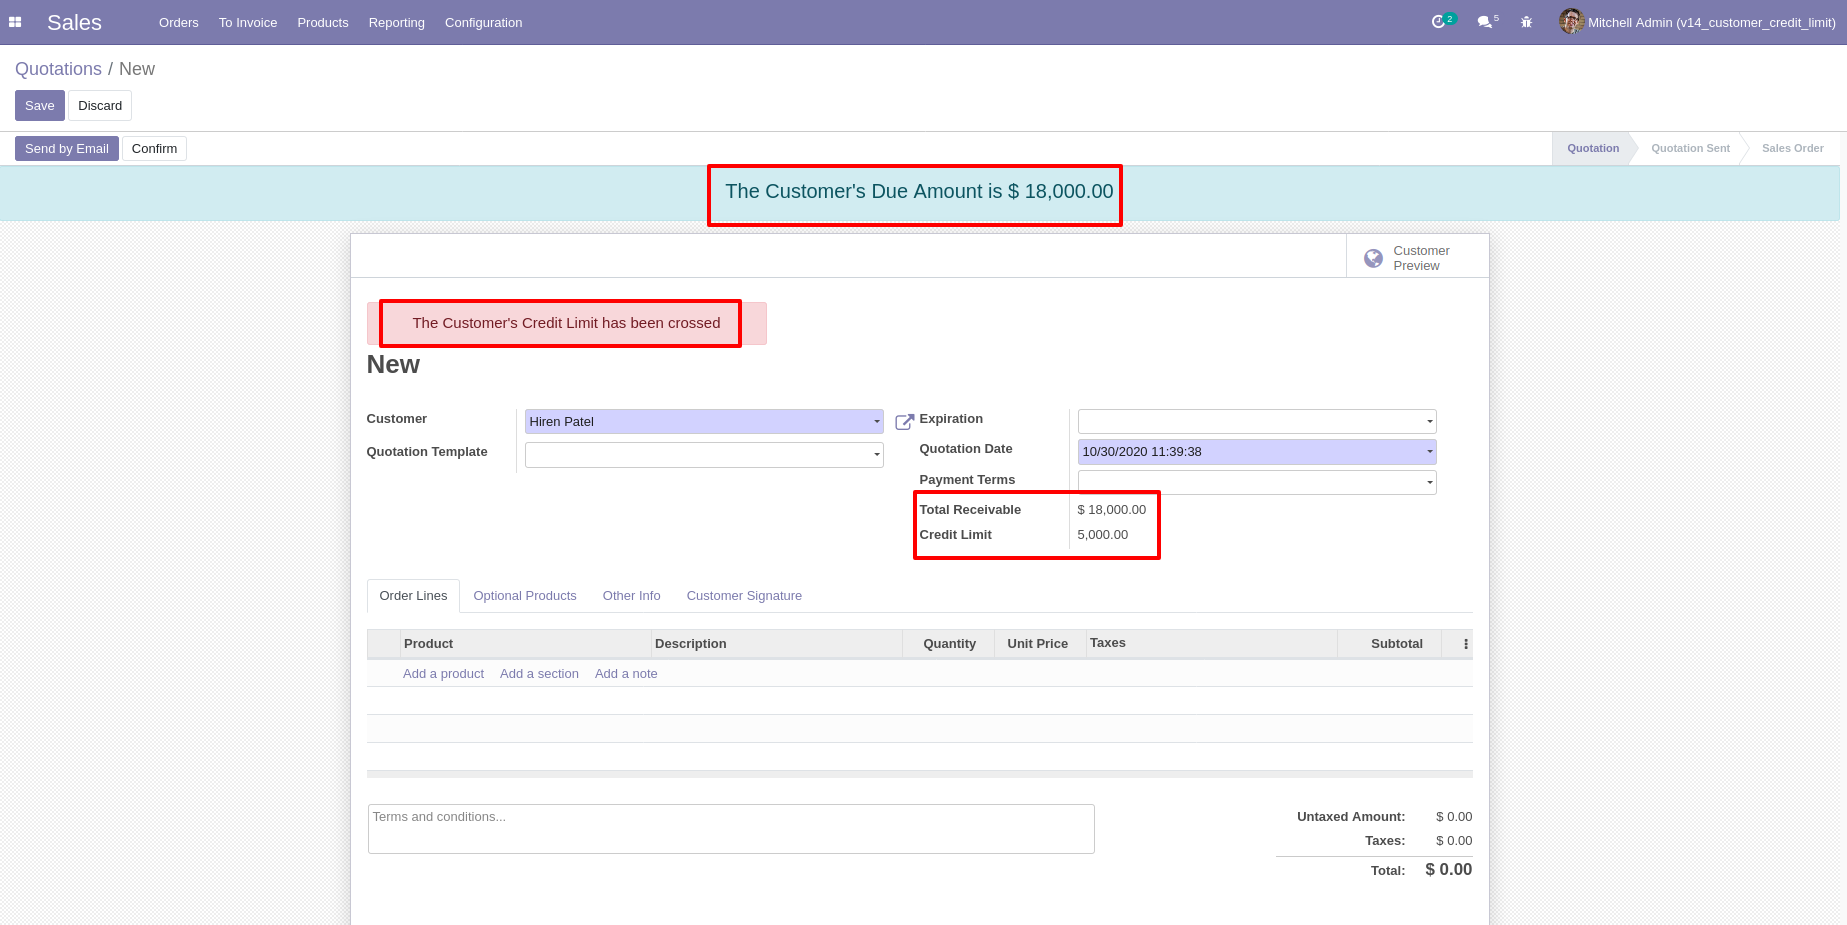 Sales Orders To Invoice Products Reporting Configuration 2 5 Mitchell Admin (v14_customer_credit_limit)
Quotations / New
Save Discard
Send by Email Confirm Quotation Quotation Sent Sales Order
The Customer's Due Amount is $ 18,000.00
Customer
Preview
The Customer's Credit Limit has been crossed
New
Customer Hiren Patel
Quotation Template
Expiration
Quotation Date 10/30/2020 11:39:38
Payment Terms
Total Receivable $ 18,000.00
Credit Limit 5,000.00
Order Lines Optional Products Other Info Customer Signature
Product Description Quantity Unit Price Taxes Subtotal
Add a product Add a section Add a note
Terms and conditions...
Untaxed Amount: $ 0.00
Taxes: $ 0.00
Total: $ 0.00